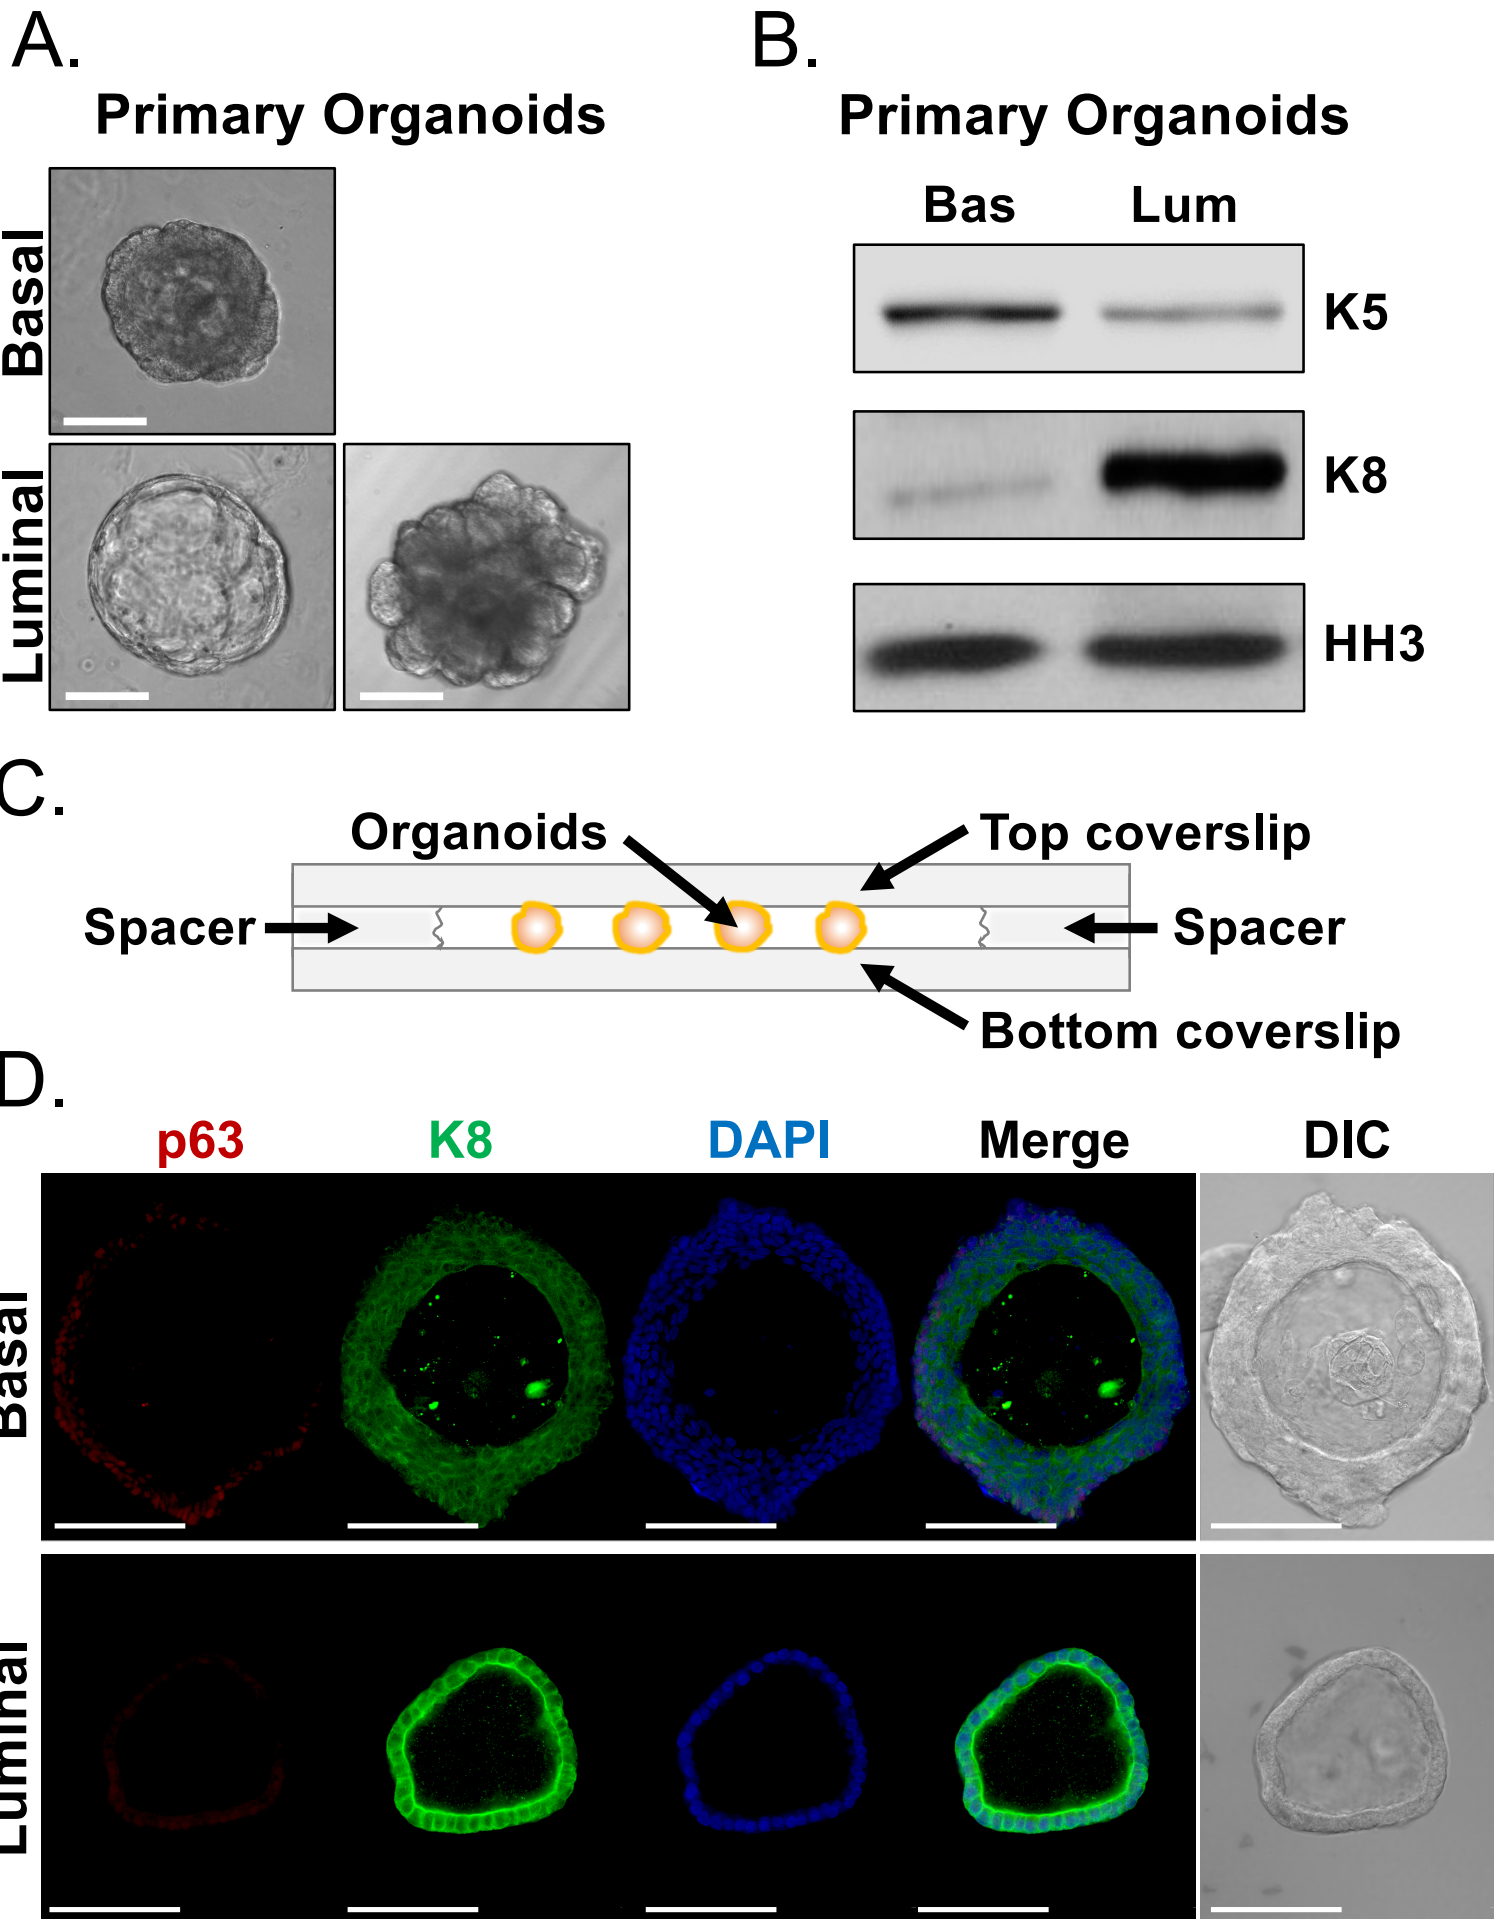 A.
Primary Organoids
Basal
Luminal
B.
Primary Organoids
Bas Lum
K5
K8
HH3
C.
Organoids
Top coverslip
Spacer
Spacer
Bottom coverslip
D.
p63 K8 DAPI Merge DIC
Basal
Luminal